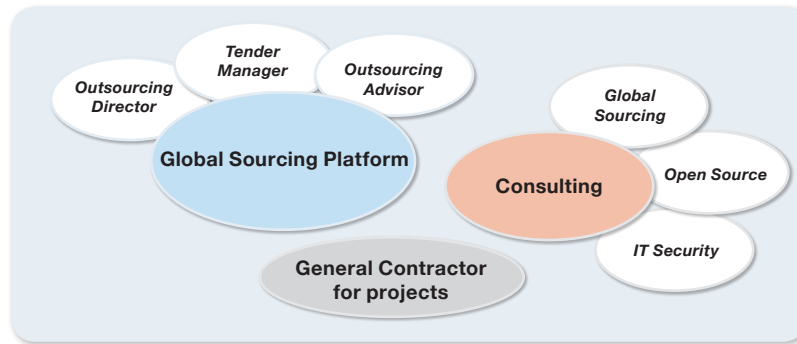 Outsourcing
Director
Tender
Manager
Outsourcing
Advisor
Global Sourcing Platform
Global
Sourcing
Consulting
Open Source
IT Security
General Contractor
for projects